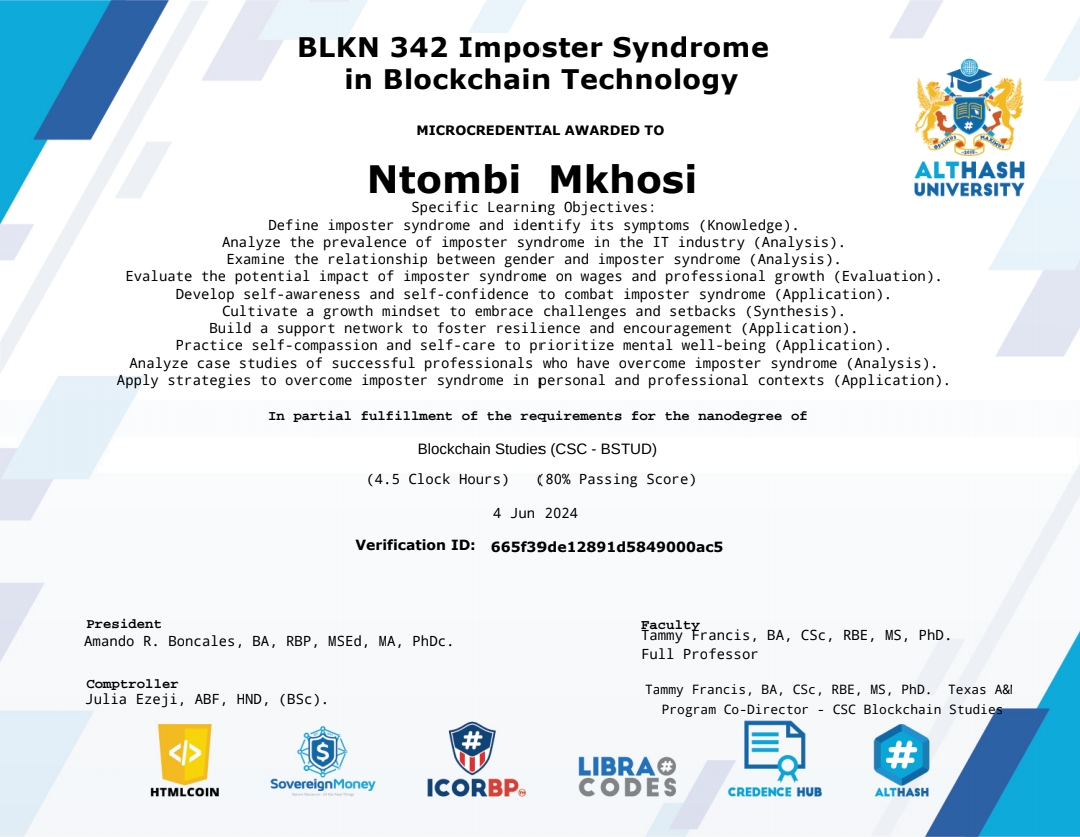 BLKN 342 Imposter Syndrome
in Blockchain Technology
MICROCREDENTIAL AWARDED TO
Ntombi Mkhosi
ALTHASH
UNIVERSITY
OPTIMUS
MAXIMUS
Specific Learning Objectives:
Define imposter syndrome and identify its symptoms (Knowledge).
Analyze the prevalence of imposter syndrome in the IT industry (Analysis).
Examine the relationship between gender and imposter syndrome (Analysis).
Evaluate the potential impact of imposter syndrome on wages and professional growth (Evaluation).
Develop self-awareness and self-confidence to combat imposter syndrome (Application).
Cultivate a growth mindset to embrace challenges and setbacks (Synthesis).
Build a support network to foster resilience and encouragement (Application).
Practice self-compassion and self-care to prioritize mental well-being (Application).
Analyze case studies of successful professionals who have overcome imposter syndrome (Analysis).
Apply strategies to overcome imposter syndrome in personal and professional contexts (Application).
In partial fulfillment of the requirements for the nanodegree of
Blockchain Studies (CSC - BSTUD)
(4.5 Clock Hours) (80% Passing Score)
4 Jun 2024
Verification ID: 665f39de12891d5849000ac5
President
Amando R. Boncales, BA, RBP, MSEd, MA, PhDc.
Comptroller
Julia Ezeji, ABF, HND, (BSc).
Faculty
Tammy Francis, BA, CSc, RBE, MS, PhD.
Full Professor
Tammy Francis, BA, CSc, RBE, MS, PhD. Texas A&
Program Co-Director - CSC Blockchain Studies
HTMLCOIN
SovereignMoney
ICORBP
LIBRA#
CODES
CREDENCE HUB
ALTHASH